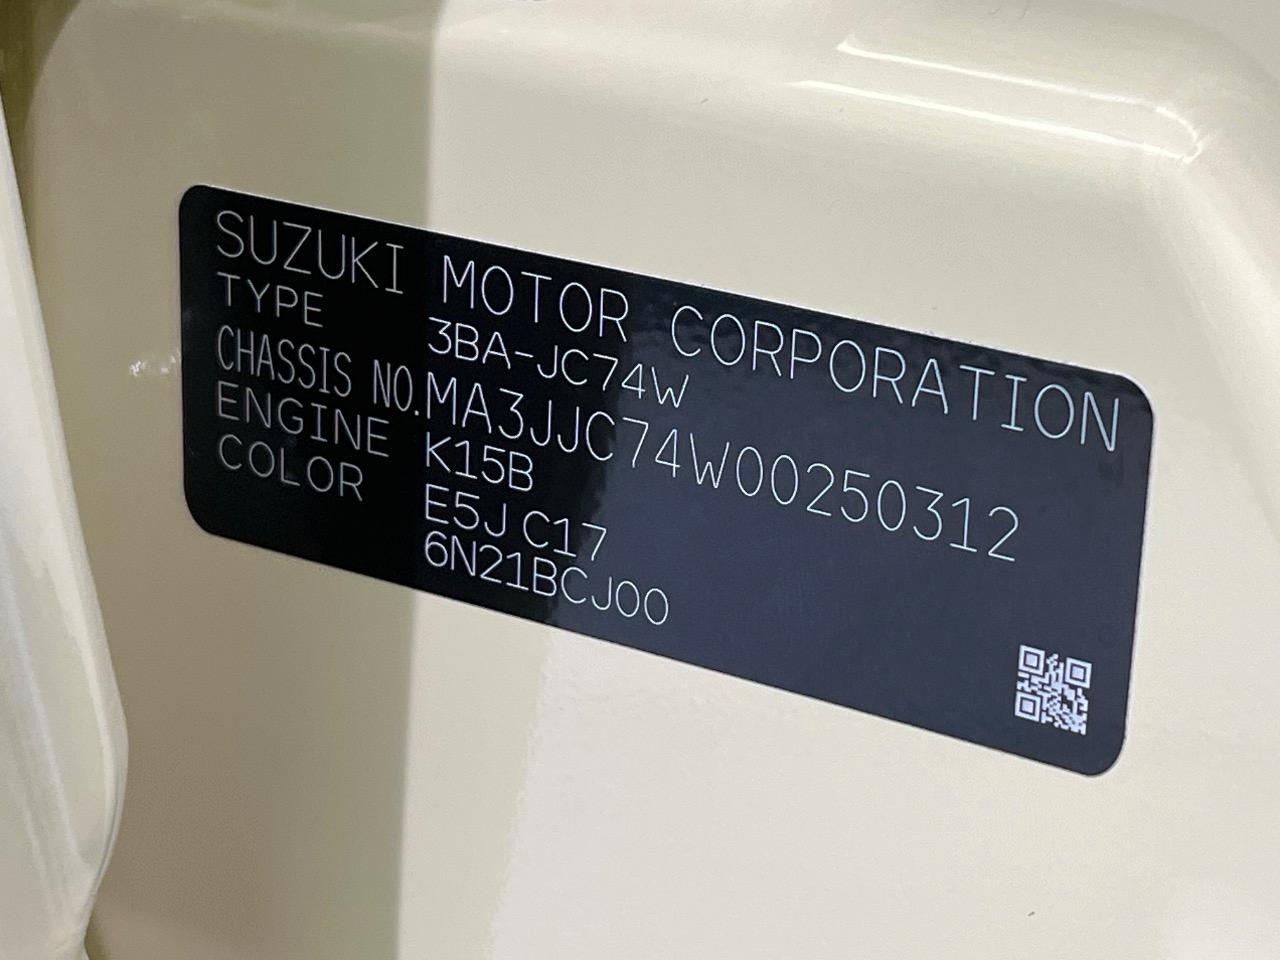 SUZUKI MOTOR CORPORATION
TYPE 3BA-JC74W
CHASSIS NO. MA3JJC74W00250312
ENGINE K15B
COLOR E5J C17
6N21BCJ00